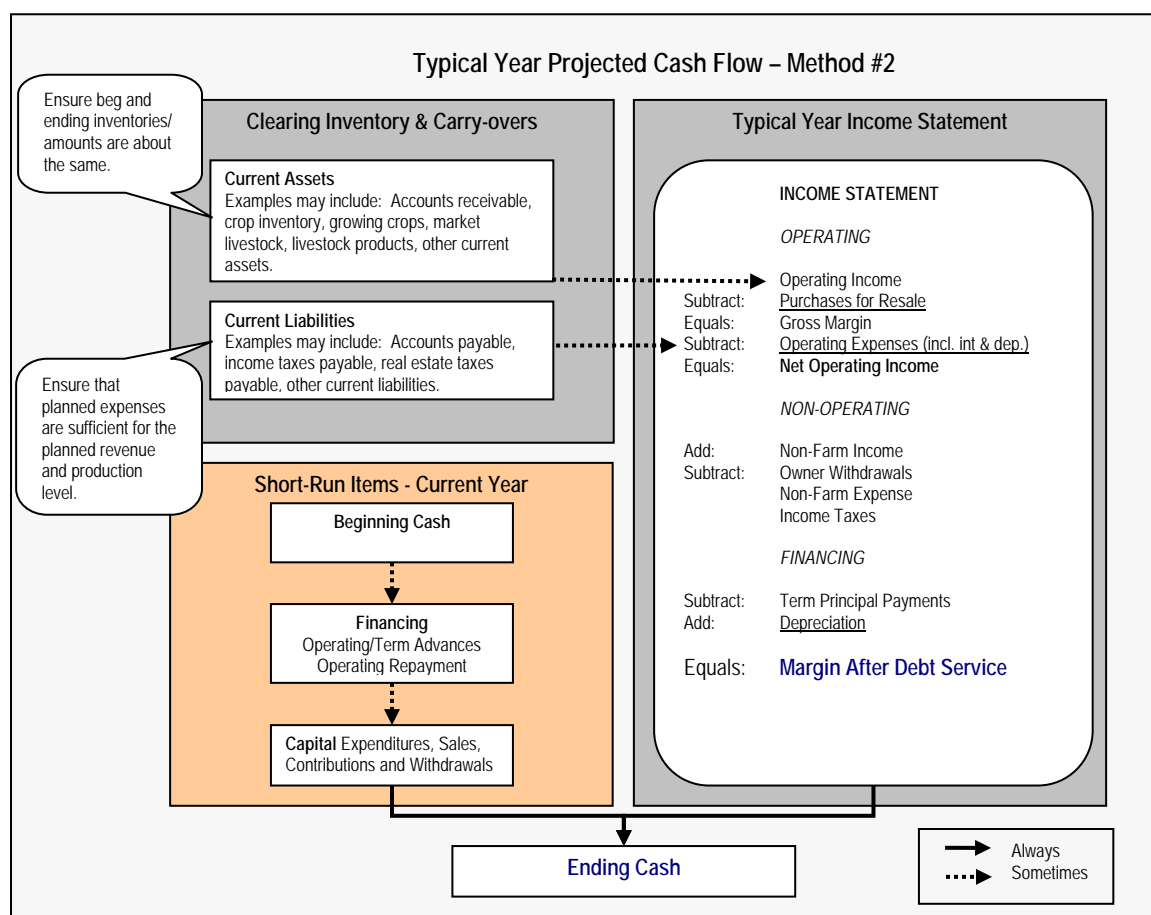 Typical Year Projected Cash Flow – Method #2
Ensure beg and
ending inventories/
amounts are about
the same.
Clearing Inventory & Carry-overs
Current Assets
Examples may include: Accounts receivable,
crop inventory, growing crops, market
livestock, livestock products, other current
assets.
Current Liabilities
Examples may include: Accounts payable,
income taxes payable, real estate taxes
payable, other current liabilities.
Ensure that
planned expenses
are sufficient for the
planned revenue
and production
level.
Short-Run Items - Current Year
Beginning Cash
Financing
Operating/Term Advances
Operating Repayment
Capital Expenditures, Sales,
Contributions and Withdrawals
Typical Year Income Statement
INCOME STATEMENT
OPERATING
Operating Income
Subtract: Purchases for Resale
Equals: Gross Margin
Subtract: Operating Expenses (incl. int & dep.)
Equals: Net Operating Income
NON-OPERATING
Add: Non-Farm Income
Subtract: Owner Withdrawals
Non-Farm Expense
Income Taxes
FINANCING
Subtract: Term Principal Payments
Add: Depreciation
Equals: Margin After Debt Service
Ending Cash
Always
Sometimes